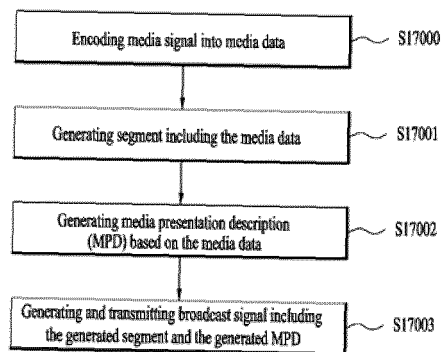 Encoding media signal into media data
S17000
Generating segment including the media data
S17001
Generating media presentation description
(MPD) based on the media data
S17002
Generating and transmitting broadcast signal including
the generated segment and the generated MPD
S17003